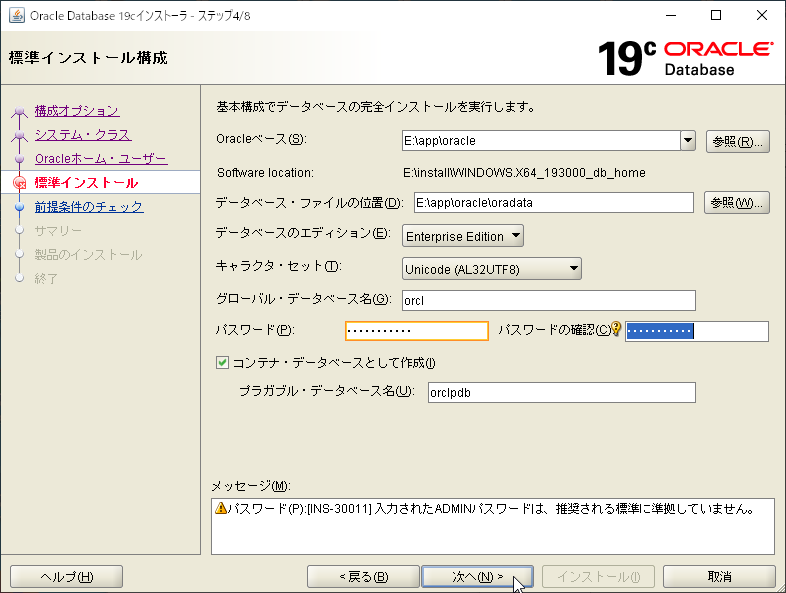 Oracle Database 19cインストーラ - ステップ4/8
標準インストール構成
19c ORACLE
Database
構成オプション
システム・クラス
Oracleホーム・ユーザー
標準インストール
前提条件のチェック
サマリー
製品のインストール
終了
基本構成でデータベースの完全インストールを実行します。
Oracleベース(S): E:\app\oracle 参照(R)...
Software location: E:\install\WINDOWS.X64_193000_db_home
データベース・ファイルの位置(D): E:\app\oracle\oradata 参照(W)...
データベースのエディション(E): Enterprise Edition
キャラクタ・セット(T): Unicode (AL32UTF8)
グローバル・データベース名(G): orcl
パスワード(P): ••••••••••• パスワードの確認(C) •••••••••••
コンテナ・データベースとして作成(I)
プラガブル・データベース名(U): orclpdb
メッセージ(M):
パスワード(P):[INS-30011] 入力されたADMINパスワードは、推奨される標準に準拠していません。
ヘルプ(H) < 戻る(B) 次へ(N) > インストール(I) 取消